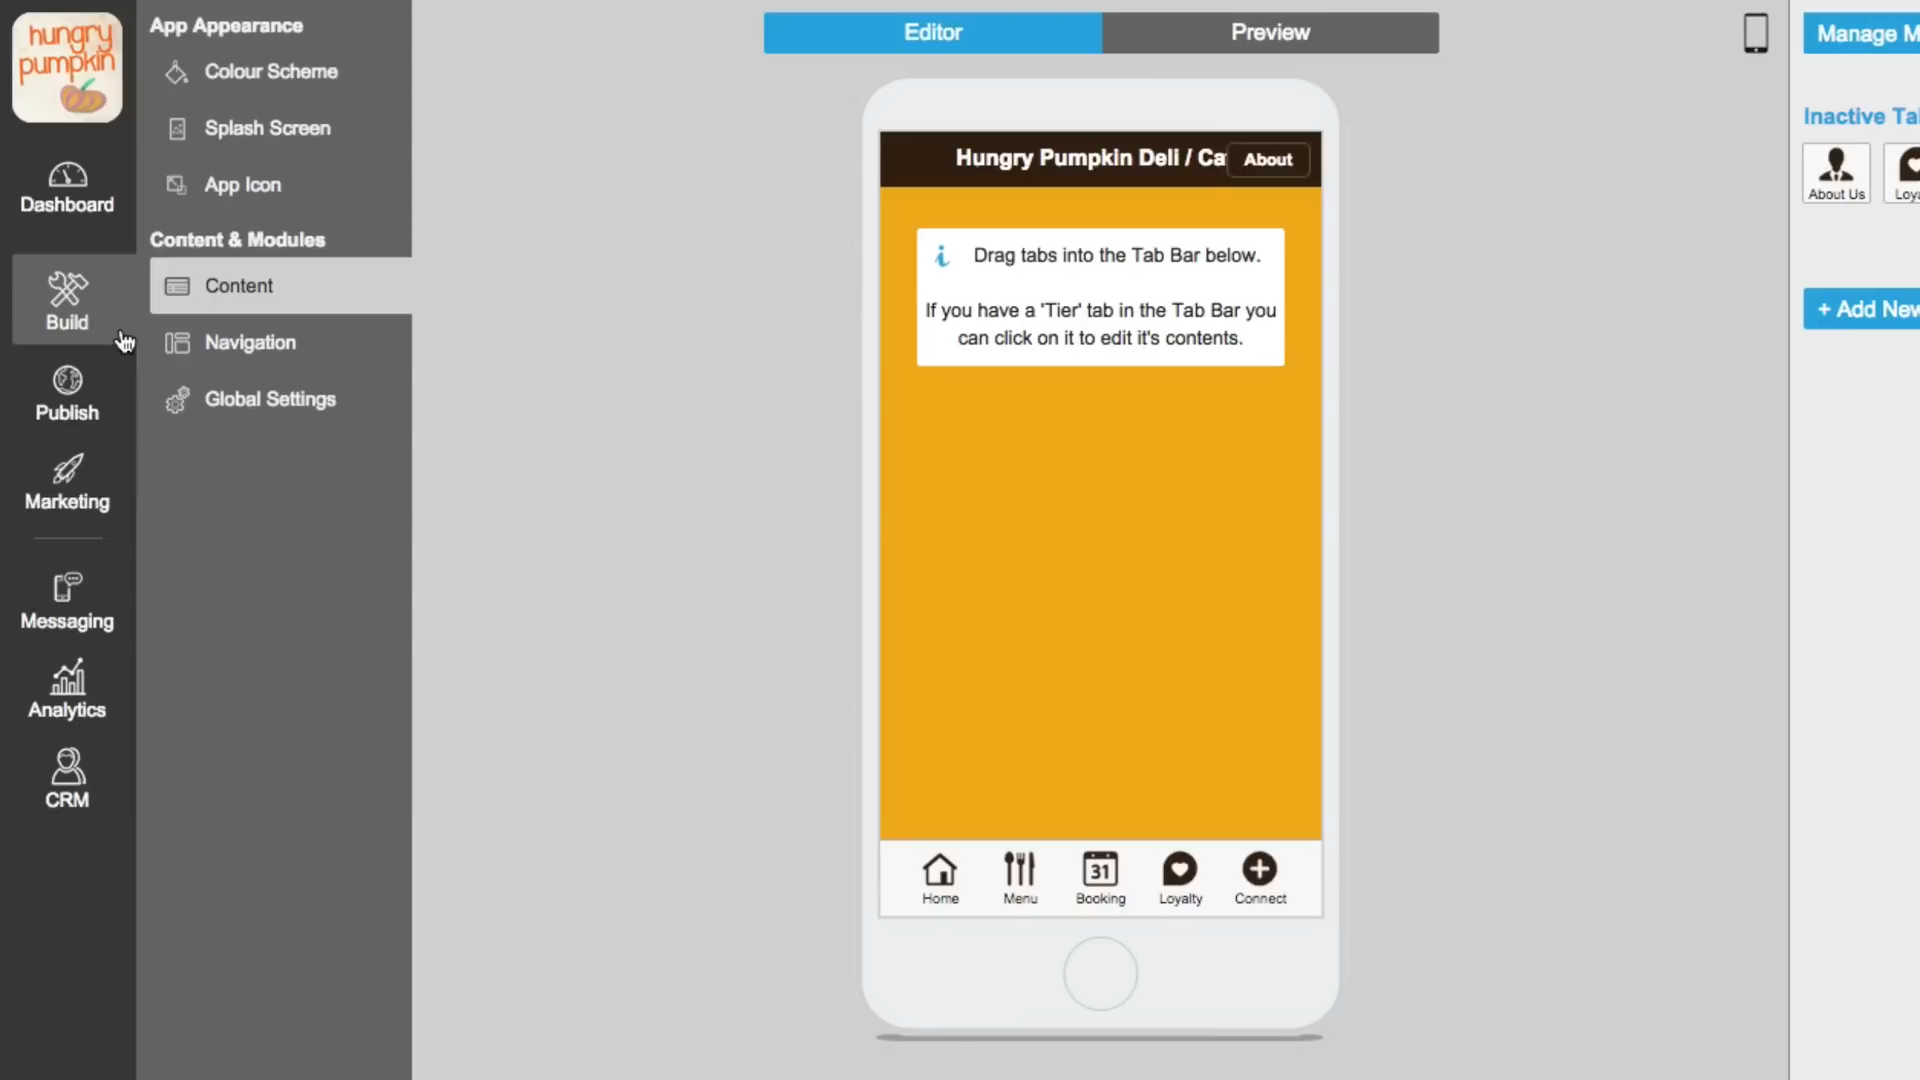 hungry
pumpkin
Dashboard
Build
Publish
Marketing
Messaging
Analytics
CRM
App Appearance
Colour Scheme
Splash Screen
App Icon
Content & Modules
Content
Navigation
Global Settings
Editor
Preview
Hungry Pumpkin Deli / Ca
About
i Drag tabs into the Tab Bar below.
If you have a 'Tier' tab in the Tab Bar you
can click on it to edit it's contents.
31
Home
Menu
Booking
Loyalty
Connect
Manage M
Inactive Ta
About Us
Loy
+ Add New